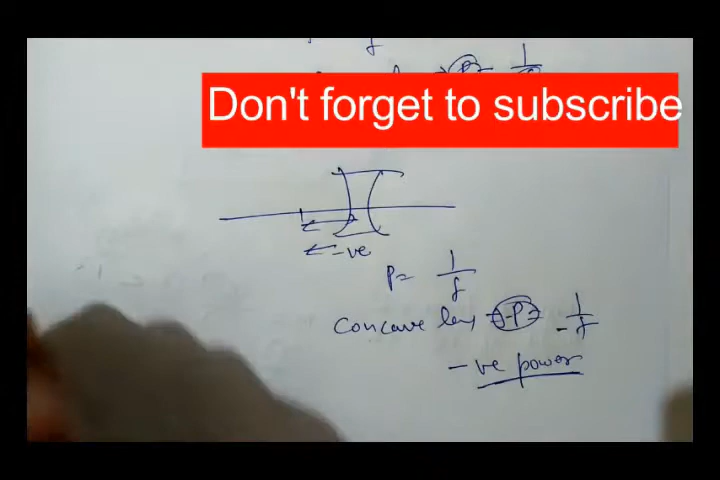 Don't forget to subscribe
-ve
P= 1/f
Concave lens -P= 1/-f
-ve power